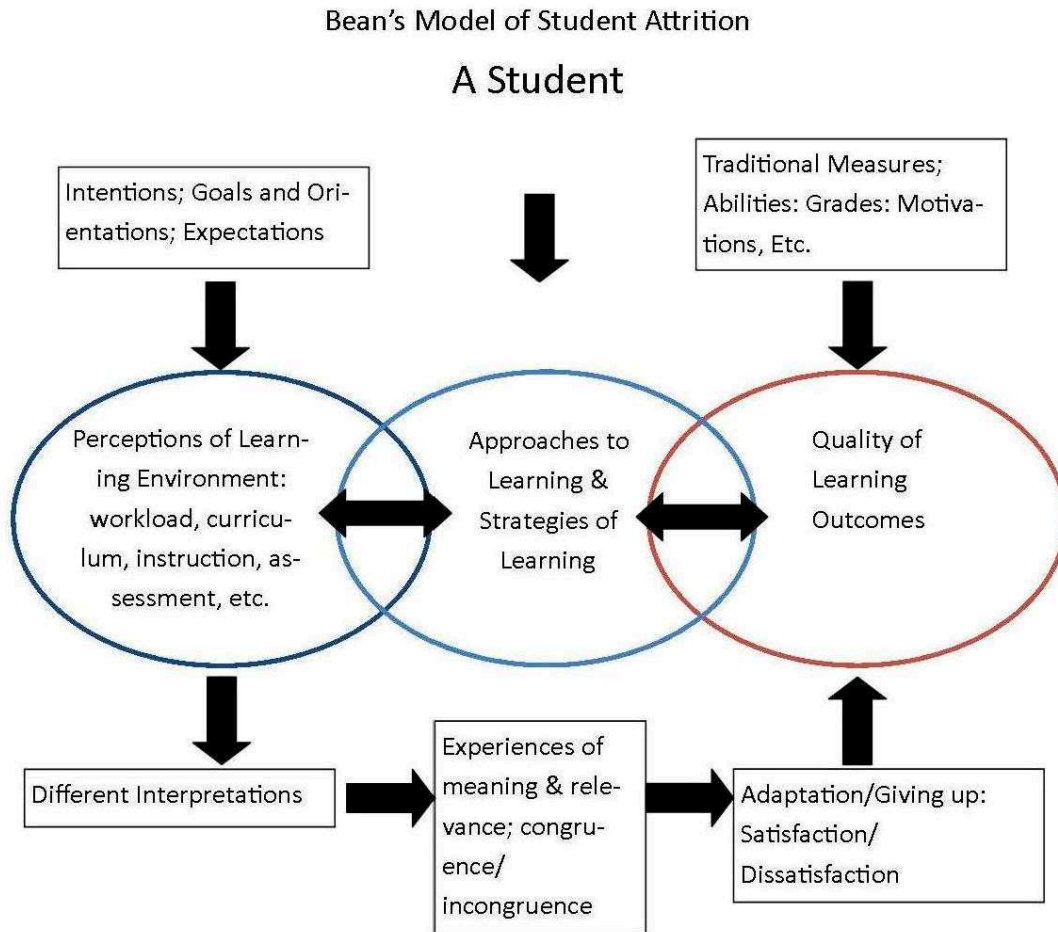 Bean's Model of Student Attrition
A Student
Intentions; Goals and Ori-
entations; Expectations
Traditional Measures;
Abilities: Grades: Motiva-
tions, Etc.
Perceptions of Learn-
ing Environment:
workload, curricu-
lum, instruction, as-
sessment, etc.
Approaches to
Learning &
Strategies of
Learning
Quality of
Learning
Outcomes
Different Interpretations
Experiences of
meaning & rele-
vance; congru-
ence/
incongruence
Adaptation/Giving up:
Satisfaction/
Dissatisfaction